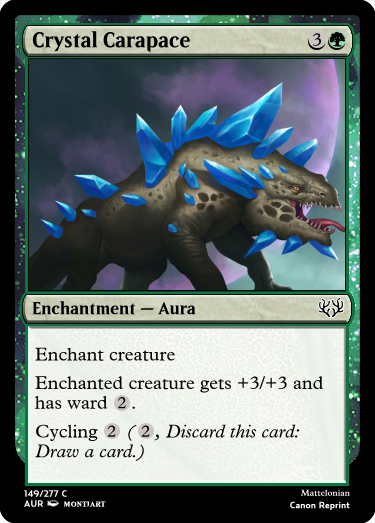 Crystal Carapace 3
Enchantment — Aura
Enchant creature
Enchanted creature gets +3/+3 and
has ward 2.
Cycling 2 (2, Discard this card:
Draw a card.)
149/277 C
Mattelonian
AUR MONTJART
Canon Reprint